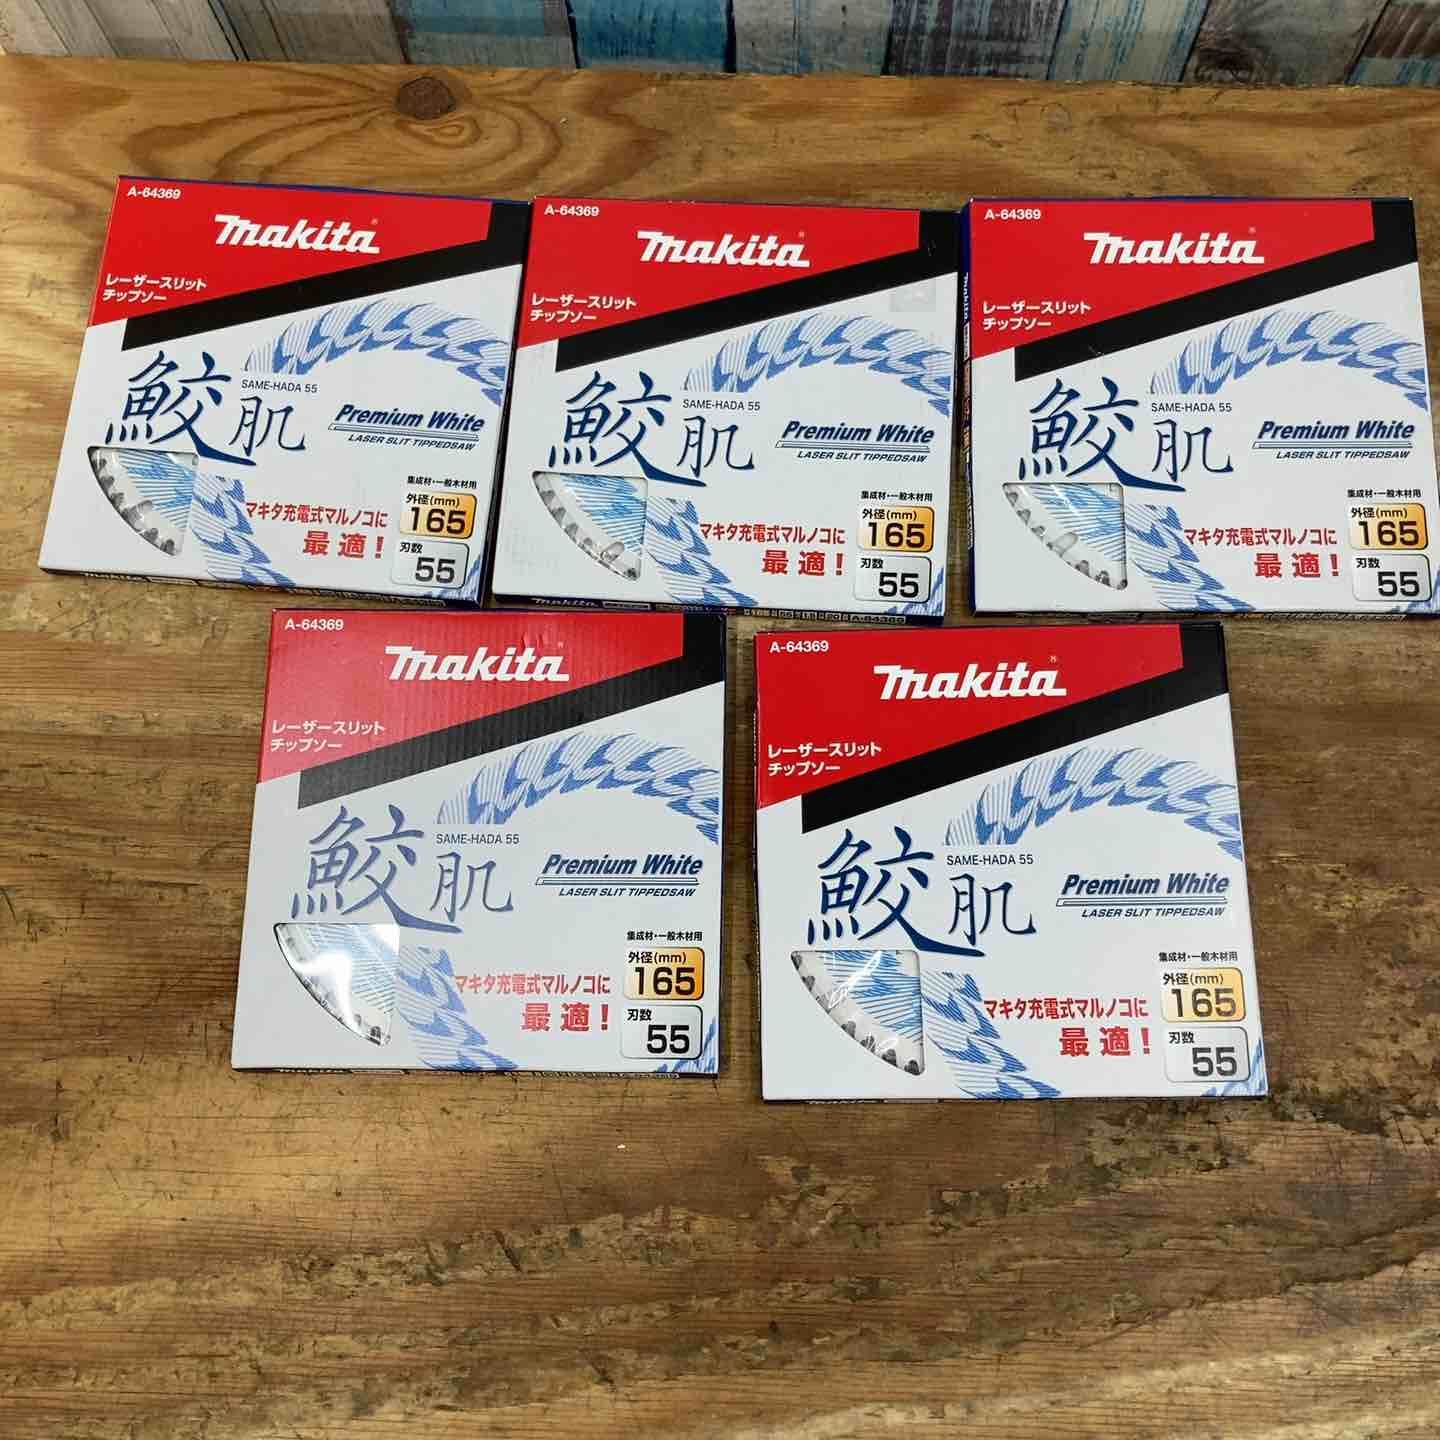 A-64369
makita®
レーザースリット
チップソー
鮫肌
SAME-HADA 55
Premium White
LASER SLIT TIPPEDSAW
集成材・一般木材用
マキタ充電式マルノコに
最適！
外径(mm)
165
刃数
55
makita
A-64369
makita®
レーザースリット
チップソー
鮫肌
SAME-HADA 55
Premium White
LASER SLIT TIPPEDSAW
集成材・一般木材用
マキタ充電式マルノコに
最適！
外径(mm)
165
刃数
55
makita
A-64369
A-64369
makita®
レーザースリット
チップソー
鮫肌
SAME-HADA 55
Premium White
LASER SLIT TIPPEDSAW
集成材・一般木材用
マキタ充電式マルノコに
最適！
外径(mm)
165
刃数
55
makita
A-64369
makita®
レーザースリット
チップソー
鮫肌
SAME-HADA 55
Premium White
LASER SLIT TIPPEDSAW
集成材・一般木材用
マキタ充電式マルノコに
最適！
外径(mm)
165
刃数
55
A-64369
makita®
レーザースリット
チップソー
鮫肌
SAME-HADA 55
Premium White
LASER SLIT TIPPEDSAW
集成材・一般木材用
マキタ充電式マルノコに
最適！
外径(mm)
165
刃数
55